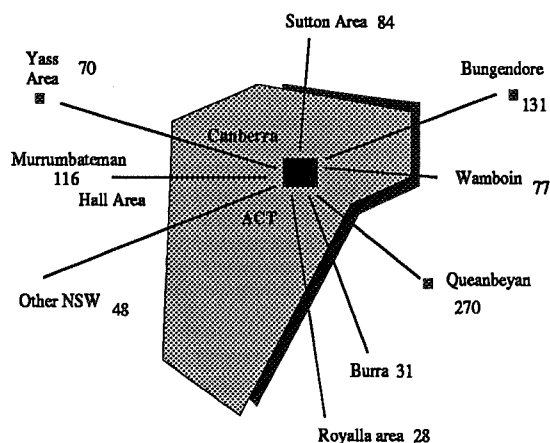 Sutton Area 84
Yass
Area
70
Bungendore
131
Canberra
Murrumbateman
116
Hall Area
Wamboin
77
ACT
Other NSW 48
Queanbeyan
270
Burra 31
Royalla area 28